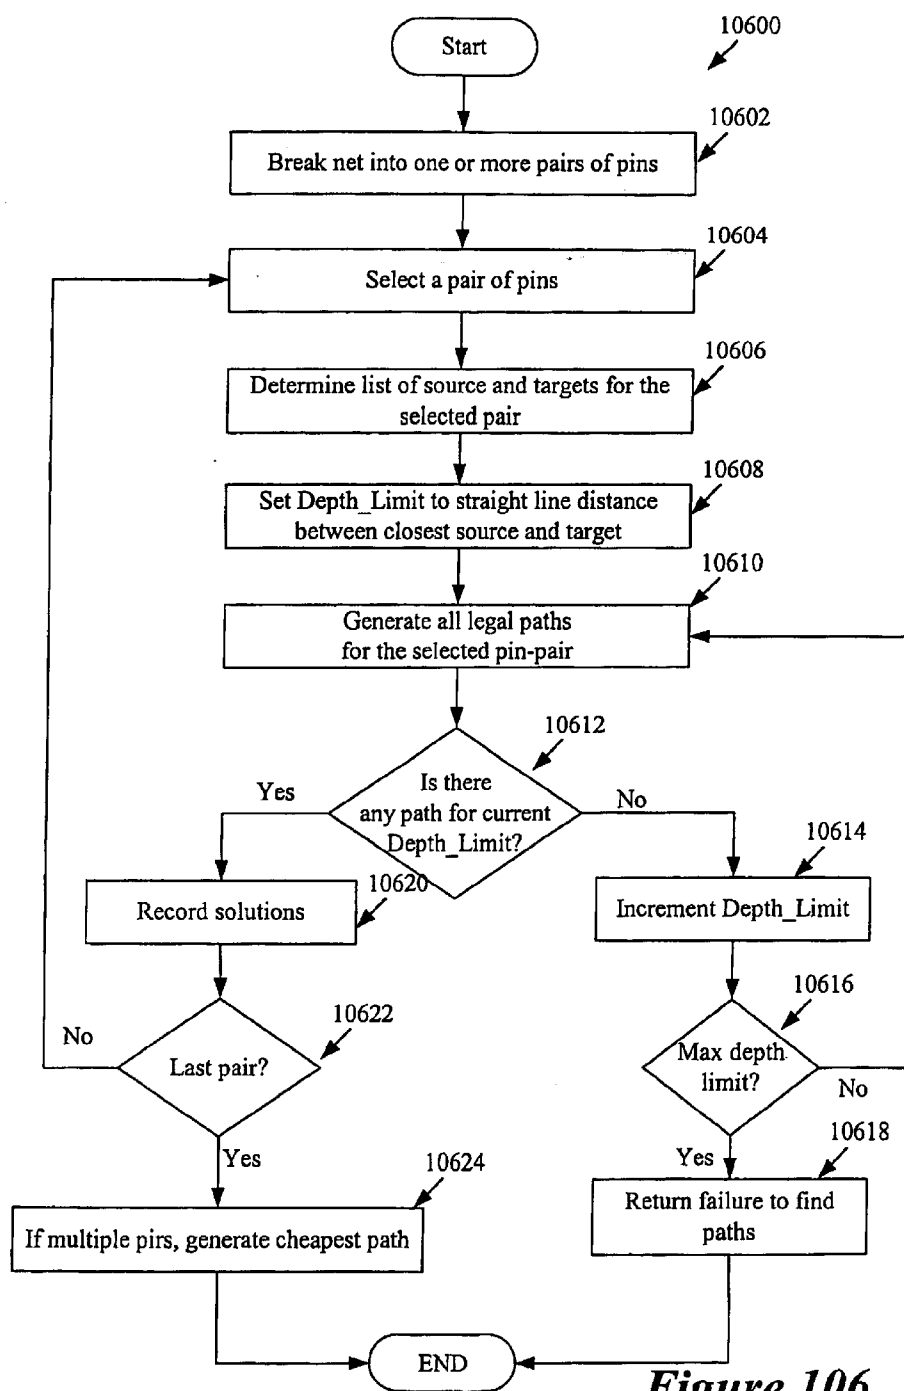 10600
Start
10602
Break net into one or more pairs of pins
10604
Select a pair of pins
10606
Determine list of source and targets for the
selected pair
10608
Set Depth_Limit to straight line distance
between closest source and target
10610
Generate all legal paths
for the selected pin-pair
10612
Is there
any path for current
Depth_Limit?
Yes
No
10614
Increment Depth_Limit
10620
Record solutions
10616
Max depth
limit?
No
10622
Last pair?
No
Yes
10618
Return failure to find
paths
Yes
10624
If multiple pirs, generate cheapest path
END
Figure 106